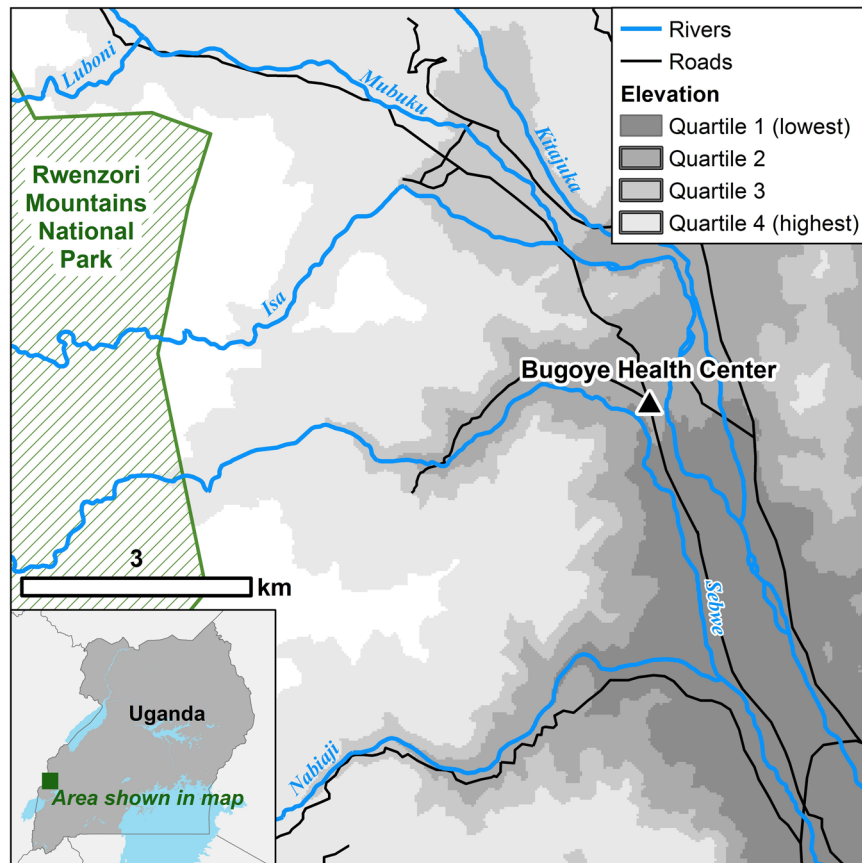 Rivers
Roads
Elevation
Quartile 1 (lowest)
Quartile 2
Quartile 3
Quartile 4 (highest)
Luboni
Mubuku
Kitajuka
Rwenzori
Mountains
National
Park
Isa
Bugoye Health Center
3
km
Sebwe
Uganda
Nabiaji
Area shown in map